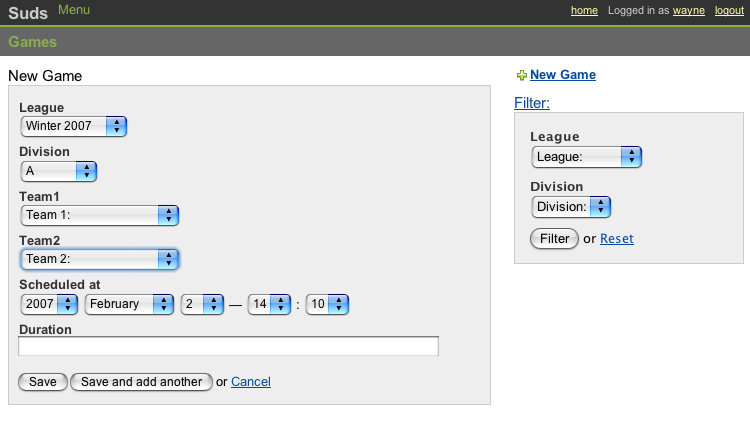 Suds Menu home Logged in as wayne logout
Games
New Game
League
Winter 2007
Division
A
Team1
Team 1:
Team2
Team 2:
Scheduled at
2007 February 2 — 14 : 10
Duration
Save Save and add another or Cancel
New Game
Filter:
League
League:
Division
Division:
Filter or Reset